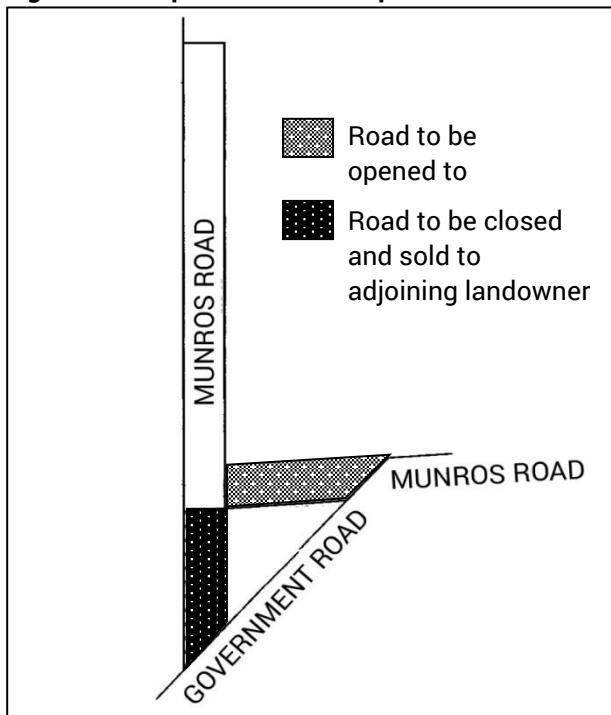 Road to be
opened to
Road to be closed
and sold to
adjoining landowner
MUNROS ROAD
MUNROS ROAD
GOVERNMENT ROAD